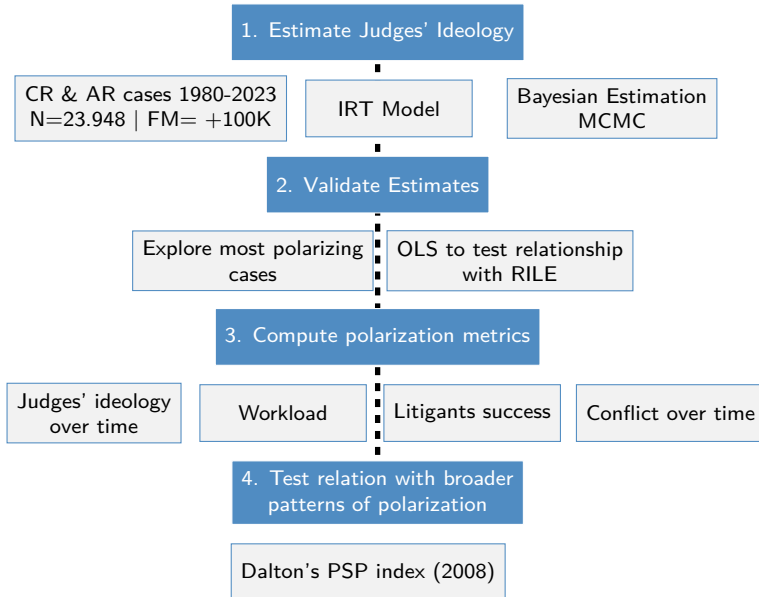 1. Estimate Judges' Ideology
CR & AR cases 1980-2023
N=23.948 | FM= +100K
IRT Model
Bayesian Estimation
MCMC
2. Validate Estimates
Explore most polarizing
cases
OLS to test relationship
with RILE
3. Compute polarization metrics
Judges' ideology
over time
Workload
Litigants success
Conflict over time
4. Test relation with broader
patterns of polarization
Dalton's PSP index (2008)